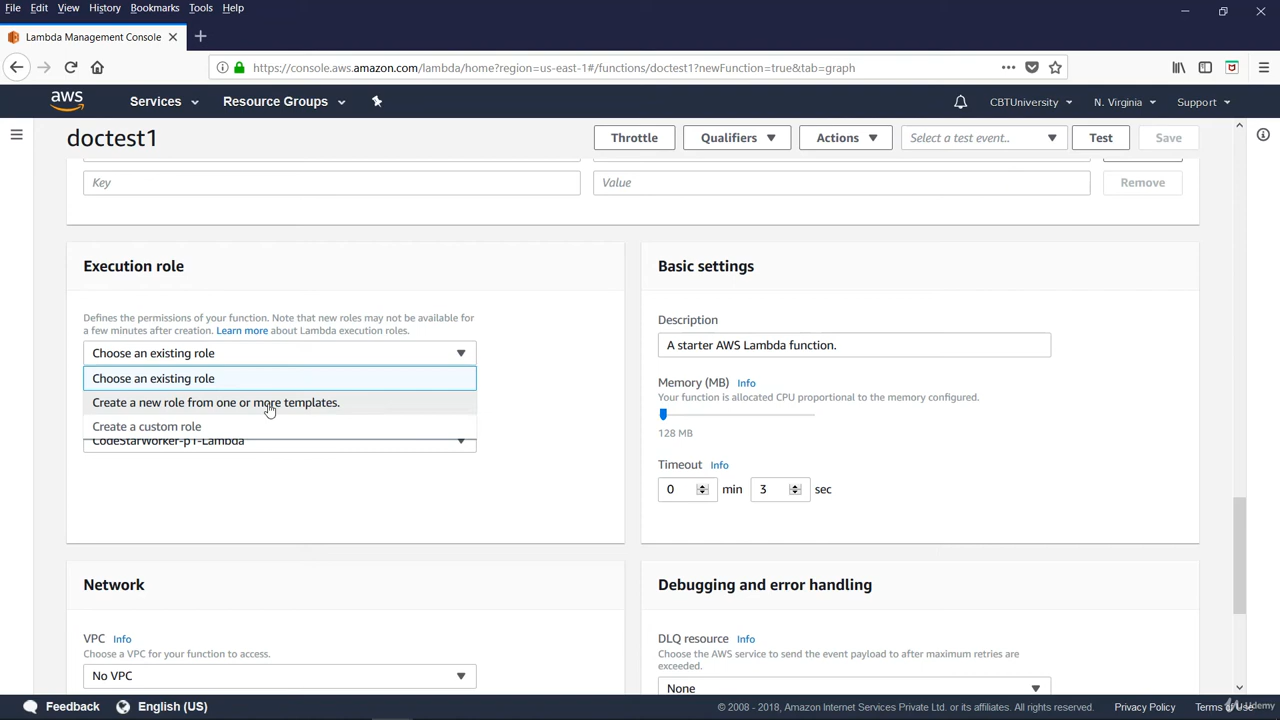 File Edit View History Bookmarks Tools Help
Lambda Management Console
https://console.aws.amazon.com/lambda/home?region=us-east-1#/functions/doctest1?newFunction=true&tab=graph
aws Services Resource Groups CBTUniversity N. Virginia Support
doctest1 Throttle Qualifiers Actions Select a test event.. Test Save
Key Value Remove
Execution role
Defines the permissions of your function. Note that new roles may not be available for
a few minutes after creation. Learn more about Lambda execution roles.
Choose an existing role
Choose an existing role
Create a new role from one or more templates.
Create a custom role
CodeStarWorker-p1-Lambda
Basic settings
Description
A starter AWS Lambda function.
Memory (MB) Info
Your function is allocated CPU proportional to the memory configured.
128 MB
Timeout Info
0 min 3 sec
Network
VPC Info
Choose a VPC for your function to access.
No VPC
Debugging and error handling
DLQ resource Info
Choose the AWS service to send the event payload to after maximum retries are
exceeded.
None
Feedback English (US) © 2008 - 2018, Amazon Internet Services Private Ltd. or its affiliates. All rights reserved. Privacy Policy Terms of Use
Udemy